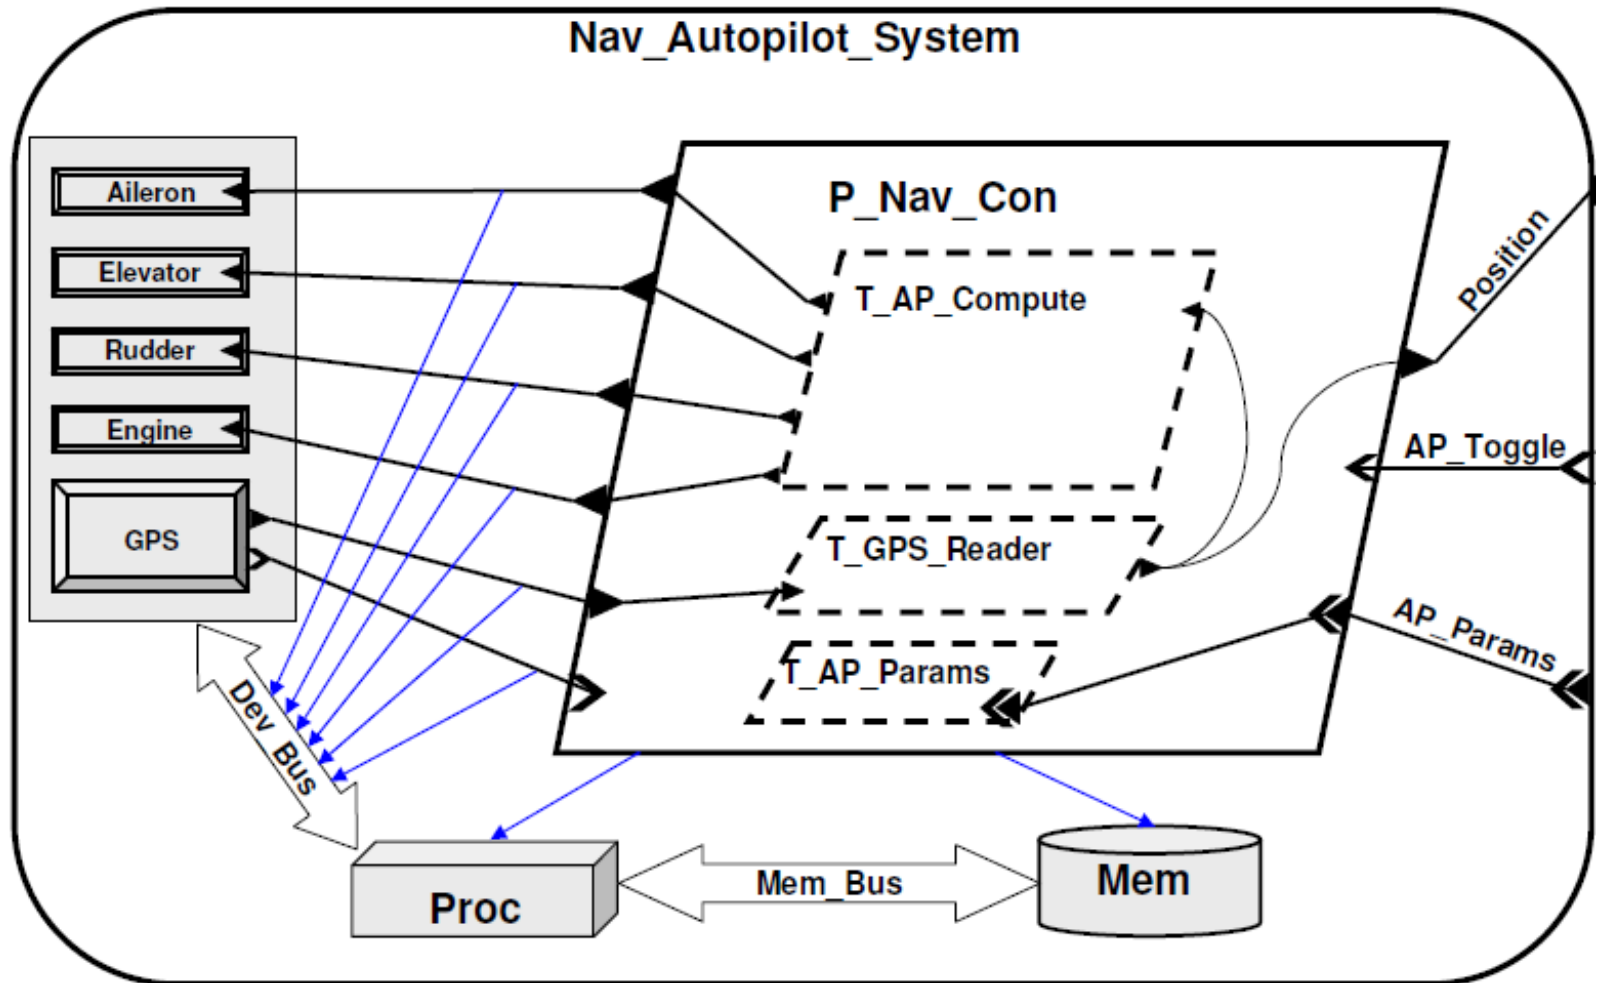 Nav_Autopilot_System
Aileron
Elevator
Rudder
Engine
GPS
P_Nav_Con
T_AP_Compute
T_GPS_Reader
T_AP_Params
Position
AP_Toggle
AP_Params
Dev_Bus
Proc
Mem_Bus
Mem